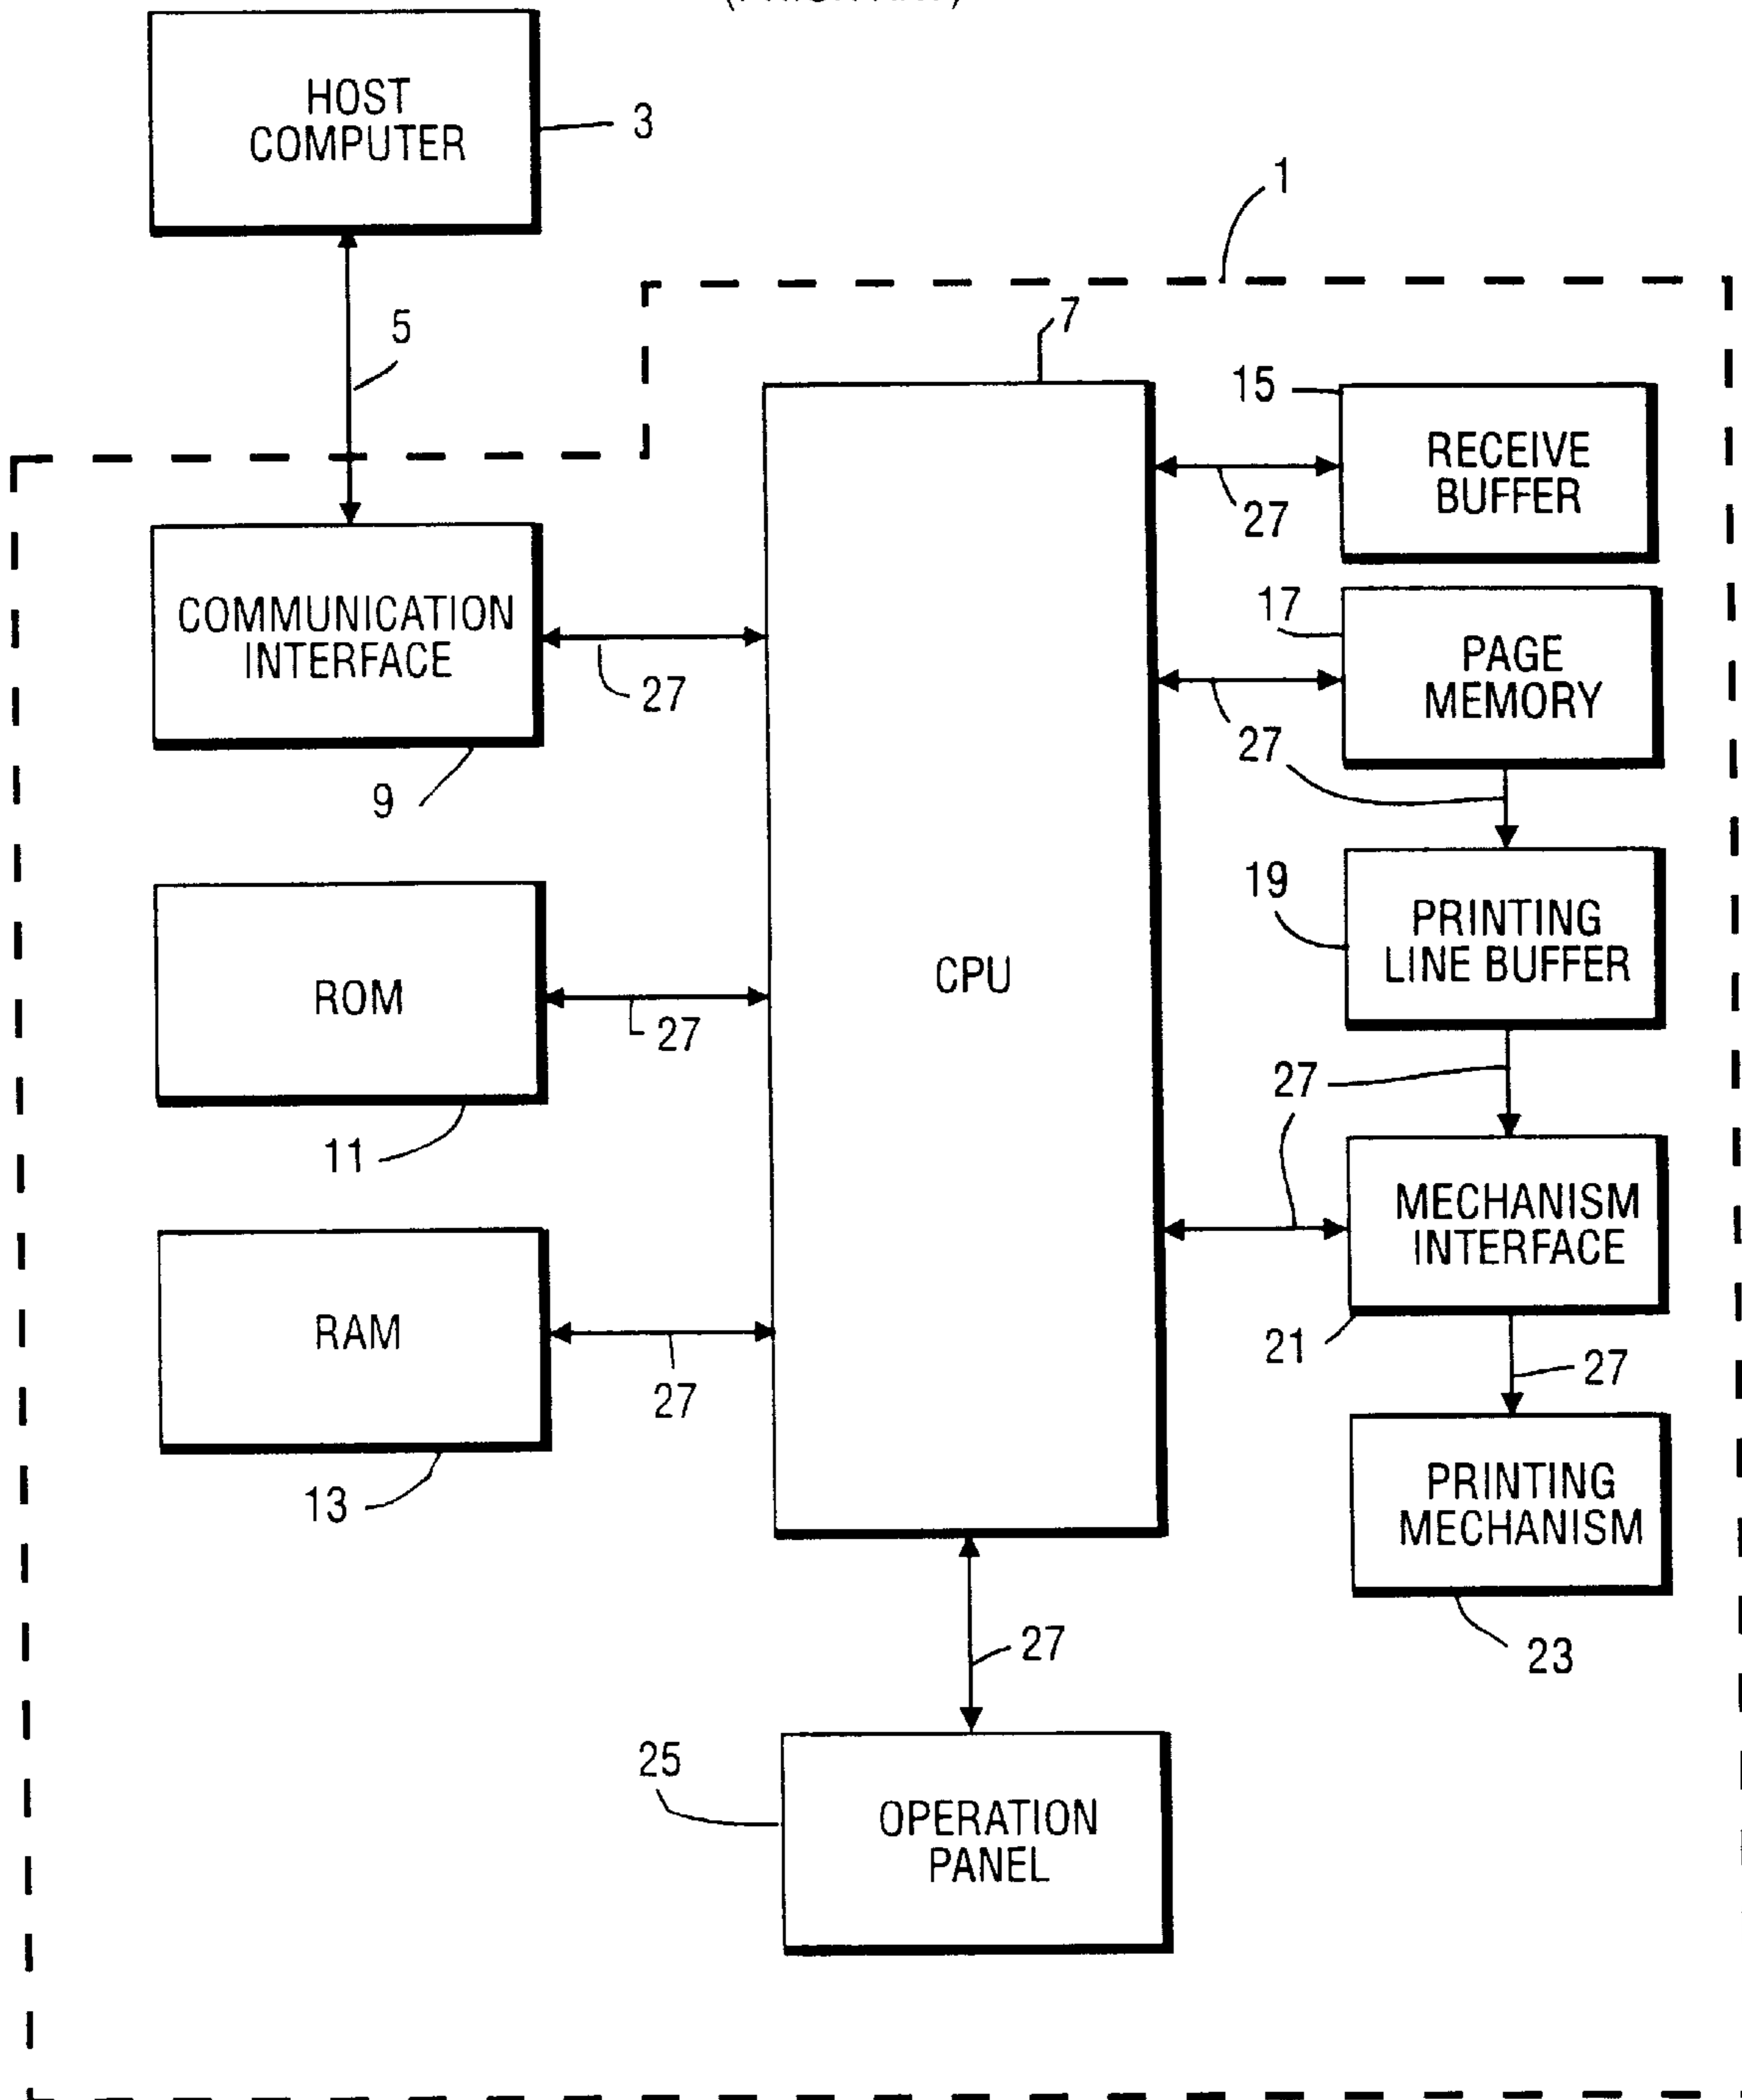 HOST
COMPUTER
3
1
5
7
15
RECEIVE
BUFFER
27
COMMUNICATION
INTERFACE
27
9
17
PAGE
MEMORY
27
19
PRINTING
LINE BUFFER
CPU
ROM
27
11
27
MECHANISM
INTERFACE
21
RAM
27
13
27
PRINTING
MECHANISM
23
27
25
OPERATION
PANEL